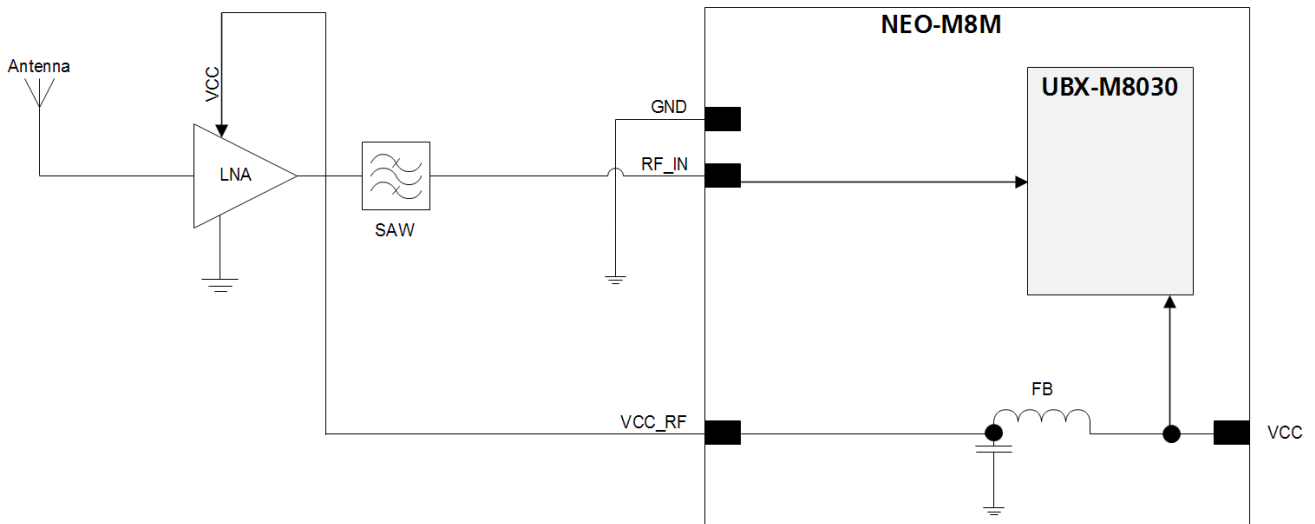 NEO-M8M
Antenna
VCC
UBX-M8030
GND
LNA
RF_IN
SAW
FB
VCC_RF
VCC